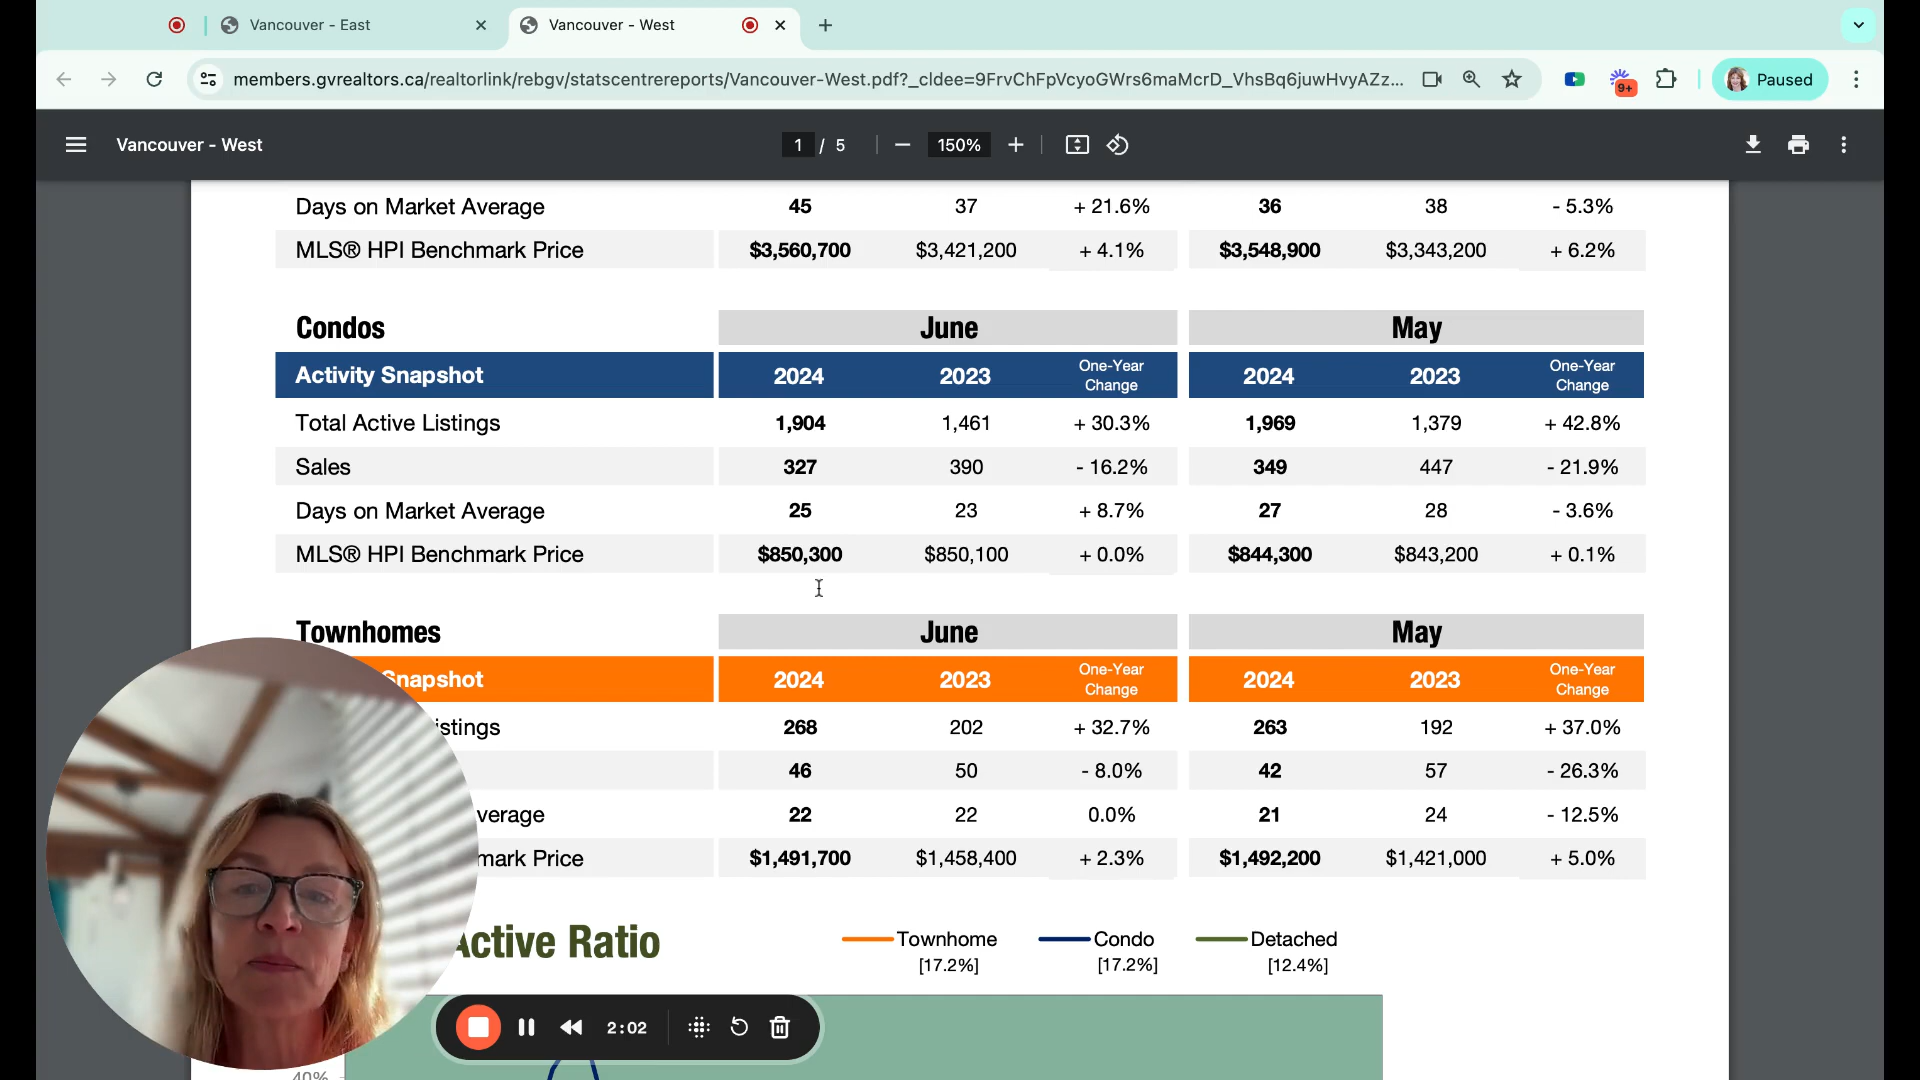 Vancouver - East
Vancouver - West
members.gvrealtors.ca/realtorlink/rebgv/statscentrereports/Vancouver-West.pdf?_cldee=9FrvChFpVcyoGWrs6maMcrD_VhsBq6juwHvyAZz...
9+
Paused
Vancouver - West
1 / 5
150%
Days on Market Average 45 37 + 21.6% 36 38 - 5.3%
MLS® HPI Benchmark Price $3,560,700 $3,421,200 + 4.1% $3,548,900 $3,343,200 + 6.2%
Condos June May
Activity Snapshot 2024 2023 One-Year Change 2024 2023 One-Year Change
Total Active Listings 1,904 1,461 + 30.3% 1,969 1,379 + 42.8%
Sales 327 390 - 16.2% 349 447 - 21.9%
Days on Market Average 25 23 + 8.7% 27 28 - 3.6%
MLS® HPI Benchmark Price $850,300 $850,100 + 0.0% $844,300 $843,200 + 0.1%
Townhomes June May
Snapshot 2024 2023 One-Year Change 2024 2023 One-Year Change
istings 268 202 + 32.7% 263 192 + 37.0%
46 50 - 8.0% 42 57 - 26.3%
verage 22 22 0.0% 21 24 - 12.5%
mark Price $1,491,700 $1,458,400 + 2.3% $1,492,200 $1,421,000 + 5.0%
Active Ratio
Townhome Condo Detached
[17.2%] [17.2%] [12.4%]
2:02
40%